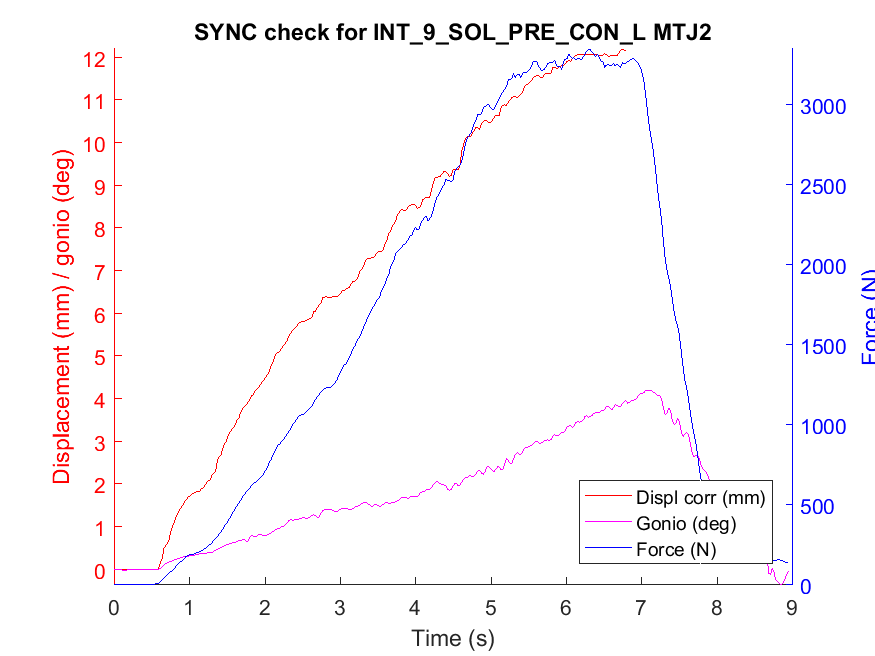 SYNC check for INT_9_SOL_PRE_CON_L MTJ2
12
11
10
9
8
7
6
5
4
3
2
1
0
Displacement (mm) / gonio (deg)
3000
2500
2000
1500
1000
500
0
Force (N)
Displ corr (mm)
Gonio (deg)
Force (N)
0 1 2 3 4 5 6 7 8 9
Time (s)